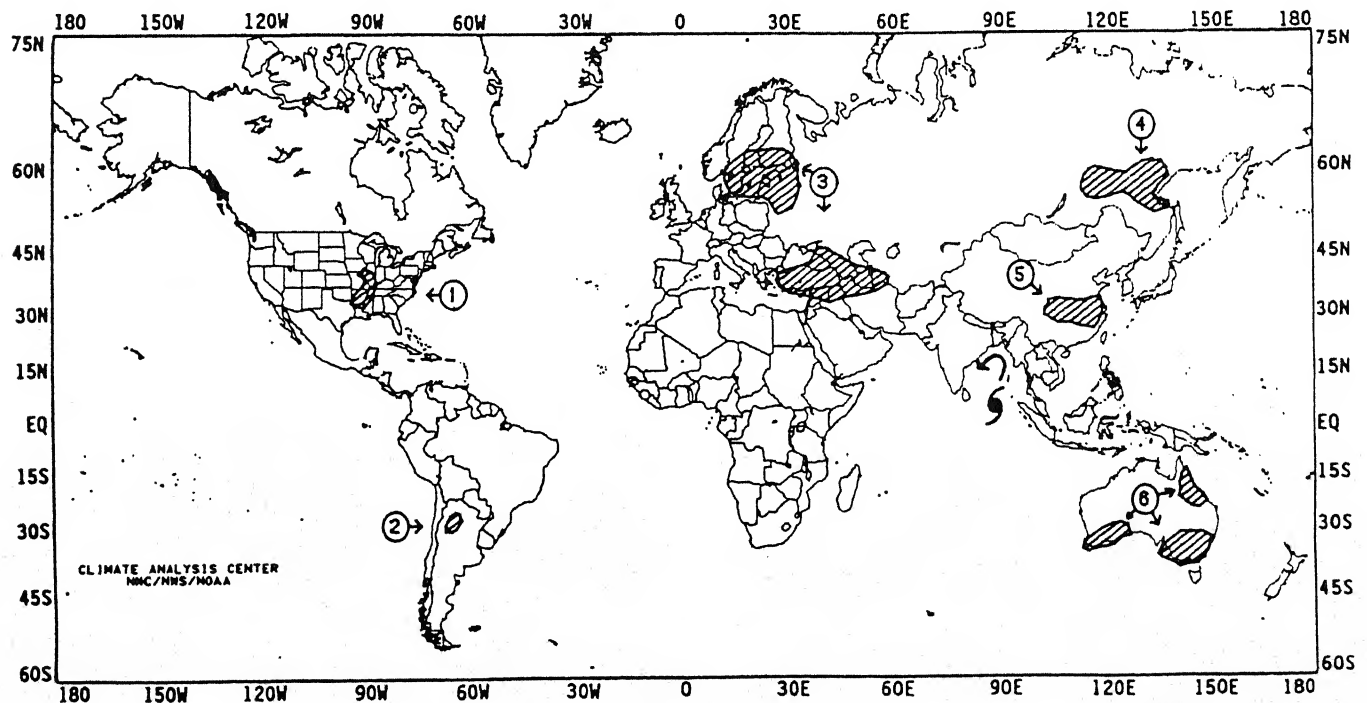 180 150W 120W 90W 60W 30W 0 30E 60E 90E 120E 150E 180
75N 75N
4
60N 60N
3
45N 45N
5
1
30N 30N
15N 15N
EQ EQ
15S 15S
6
2
30S 30S
CLIMATE ANALYSIS CENTER
NMC/NWS/NOAA
45S 45S
60S 60S
180 150W 120W 90W 60W 30W 0 30E 60E 90E 120E 150E 180